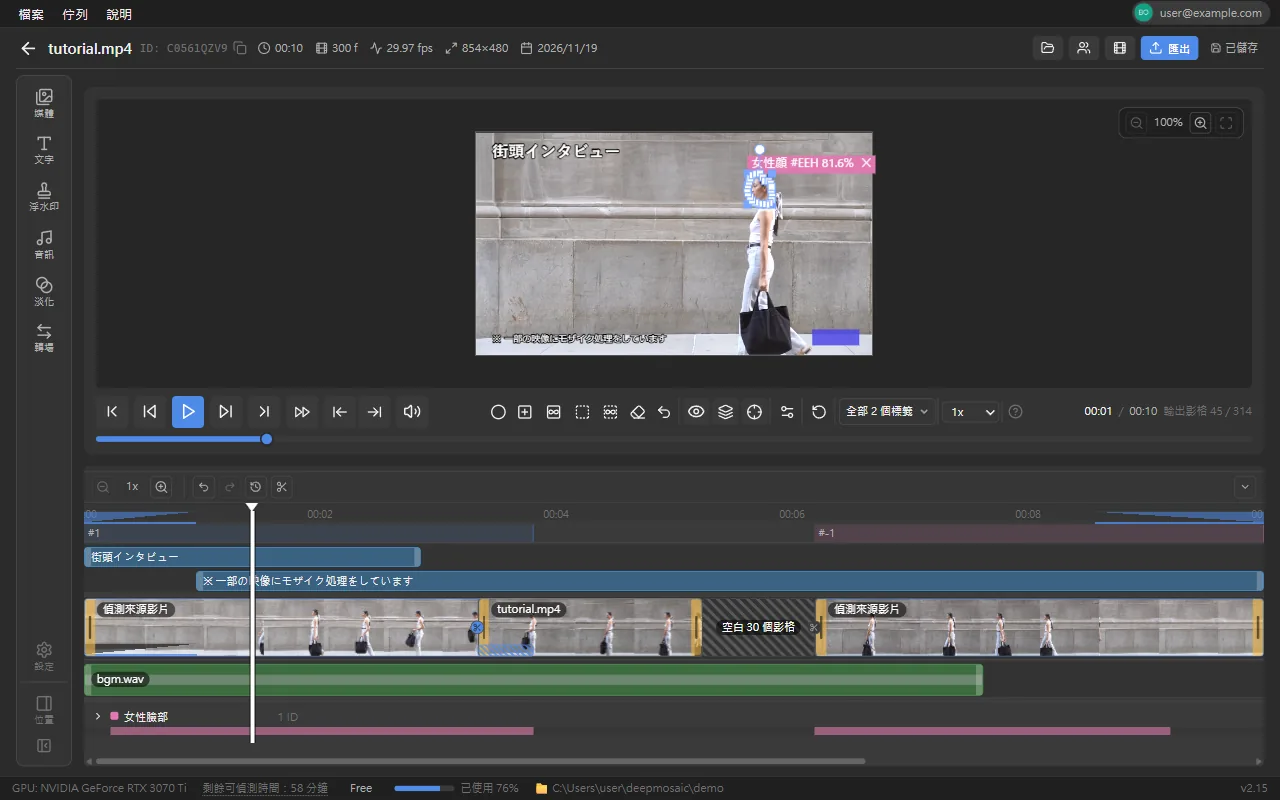 檔案 佇列 說明
BO user@example.com
tutorial.mp4 ID: C0561QZV9 00:10 300 f 29.97 fps 854×480 2026/11/19
匯出 已儲存
媒體
文字
浮水印
音訊
淡化
轉場
設定
位置
100%
街頭インタビュー
女性顔 #EEH 81.6%
※一部の映像にモザイク処理をしています
全部 2 個標籤 1x 00:01 / 00:10 輸出影格 45 / 314
1x
00 00:02 00:04 00:06 00:08 00
#1 #-1
街頭インタビュー
※一部の映像にモザイク処理をしています
偵測來源影片 tutorial.mp4 空白 30 個影格 偵測來源影片
bgm.wav
女性臉部 1 ID
GPU: NVIDIA GeForce RTX 3070 Ti 剩餘可偵測時間：58 分鐘 Free 已使用 76% C:\Users\user\deepmosaic\demo v2.15